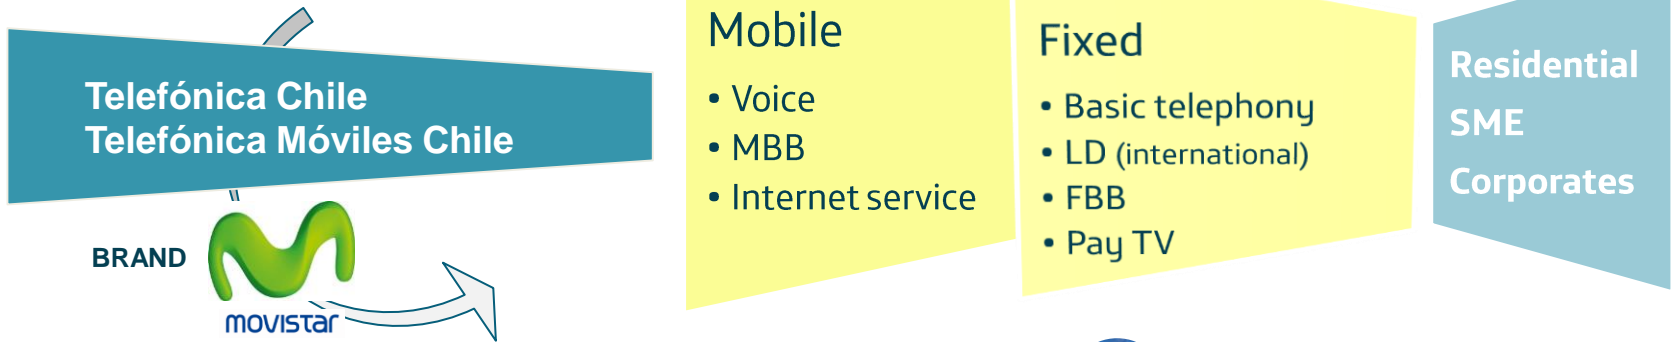 Telefónica Chile
Telefónica Móviles Chile
BRAND
movistar
Mobile
• Voice
• MBB
• Internet service
Fixed
• Basic telephony
• LD (international)
• FBB
• Pay TV
Residential
SME
Corporates